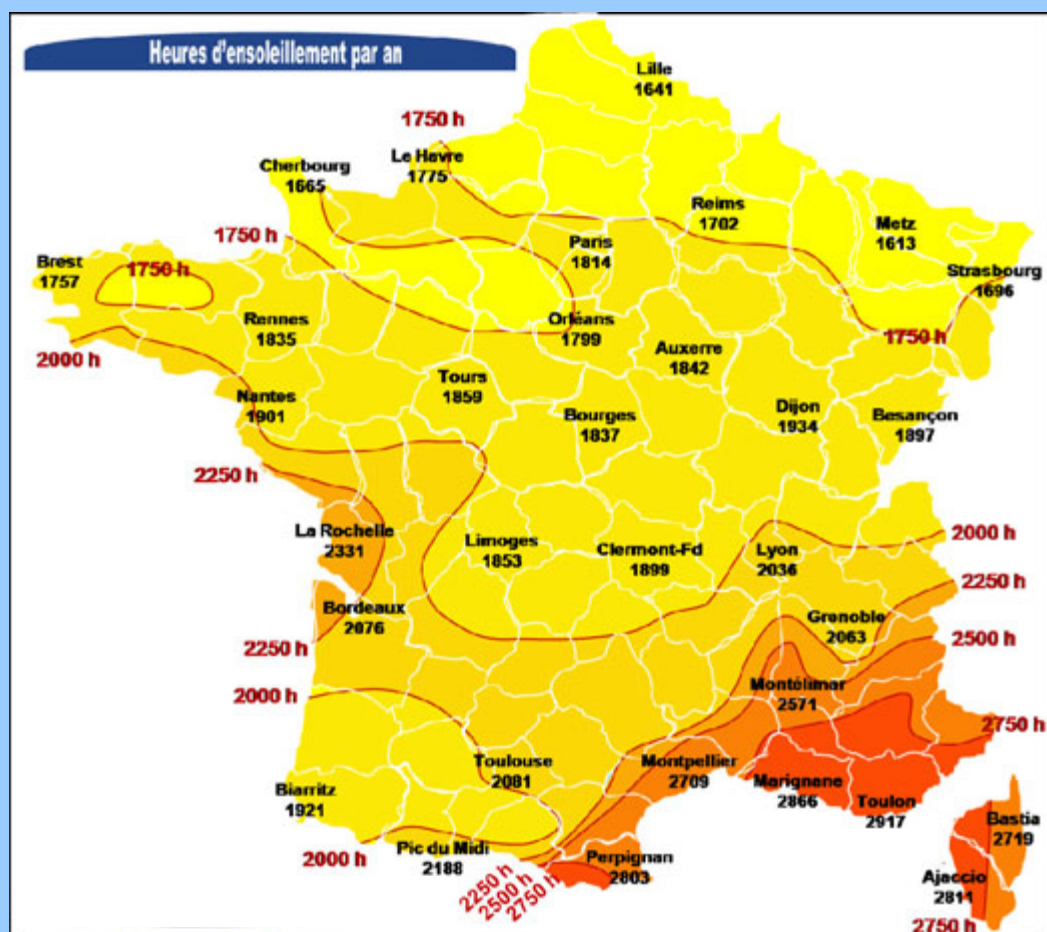 Heures d'ensoleillement par an
Lille
1641
1750 h
Le Havre
1775
Cherbourg
1665
Reims
1702
Metz
1613
1750 h
Paris
1814
Brest
1757
1750 h
Strasbourg
1696
Rennes
1835
Orléans
1799
1750 h
2000 h
Auxerre
1842
Tours
1859
Nantes
1901
Bourges
1837
Dijon
1934
Besançon
1897
2250 h
La Rochelle
2331
Limoges
1853
Clermont-Fd
1899
Lyon
2036
2000 h
2250 h
Bordeaux
2076
Grenoble
2063
2250 h
2500 h
2000 h
Montélimar
2571
2750 h
Toulouse
2081
Montpellier
2709
Marignane
2866
Toulon
2917
Biarritz
1921
Bastia
2719
2000 h
Pic du Midi
2188
Perpignan
2803
2250 h
2500 h
2750 h
Ajaccio
2811
2750 h